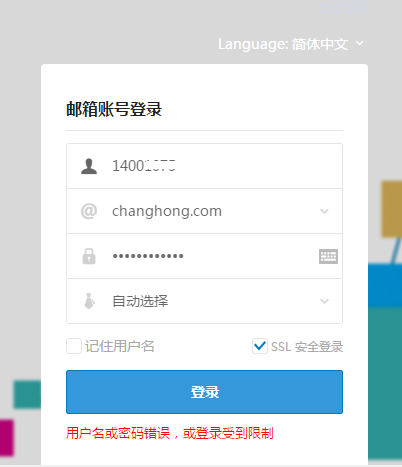 Language: 简体中文
邮箱账号登录
@ changhong.com
••••••••••••
自动选择
记住用户名
SSL 安全登录
登录
用户名或密码错误，或登录受到限制